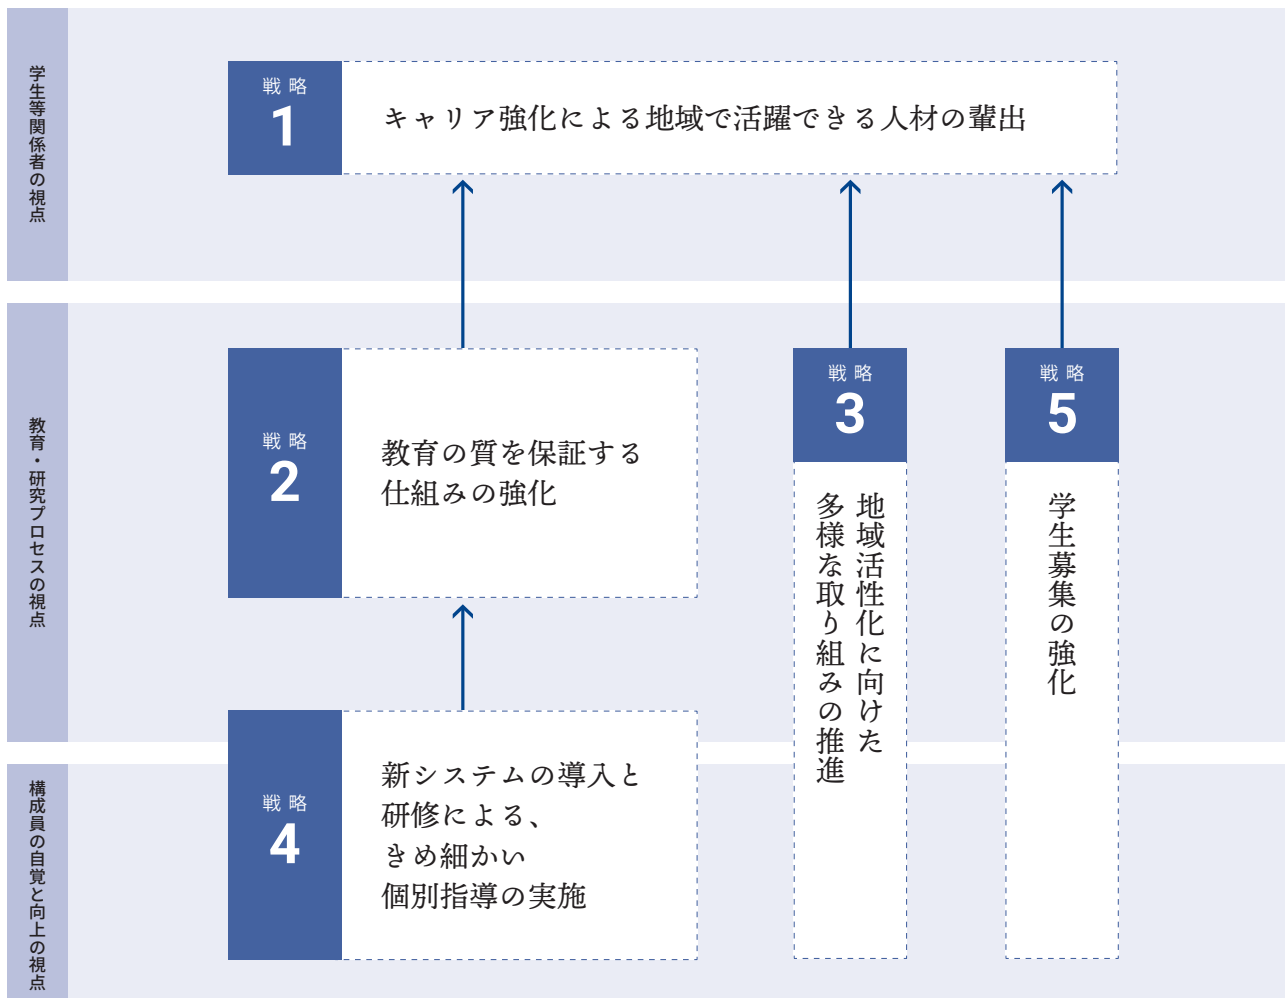 学生等関係者の視点
戦略
1
キャリア強化による地域で活躍できる人材の輩出
教育・研究プロセスの視点
戦略
2
教育の質を保証する
仕組みの強化
戦略
3
地域活性化に向けた
多様な取り組みの推進
戦略
5
学生募集の強化
構成員の自覚と向上の視点
戦略
4
新システムの導入と
研修による、
きめ細かい
個別指導の実施